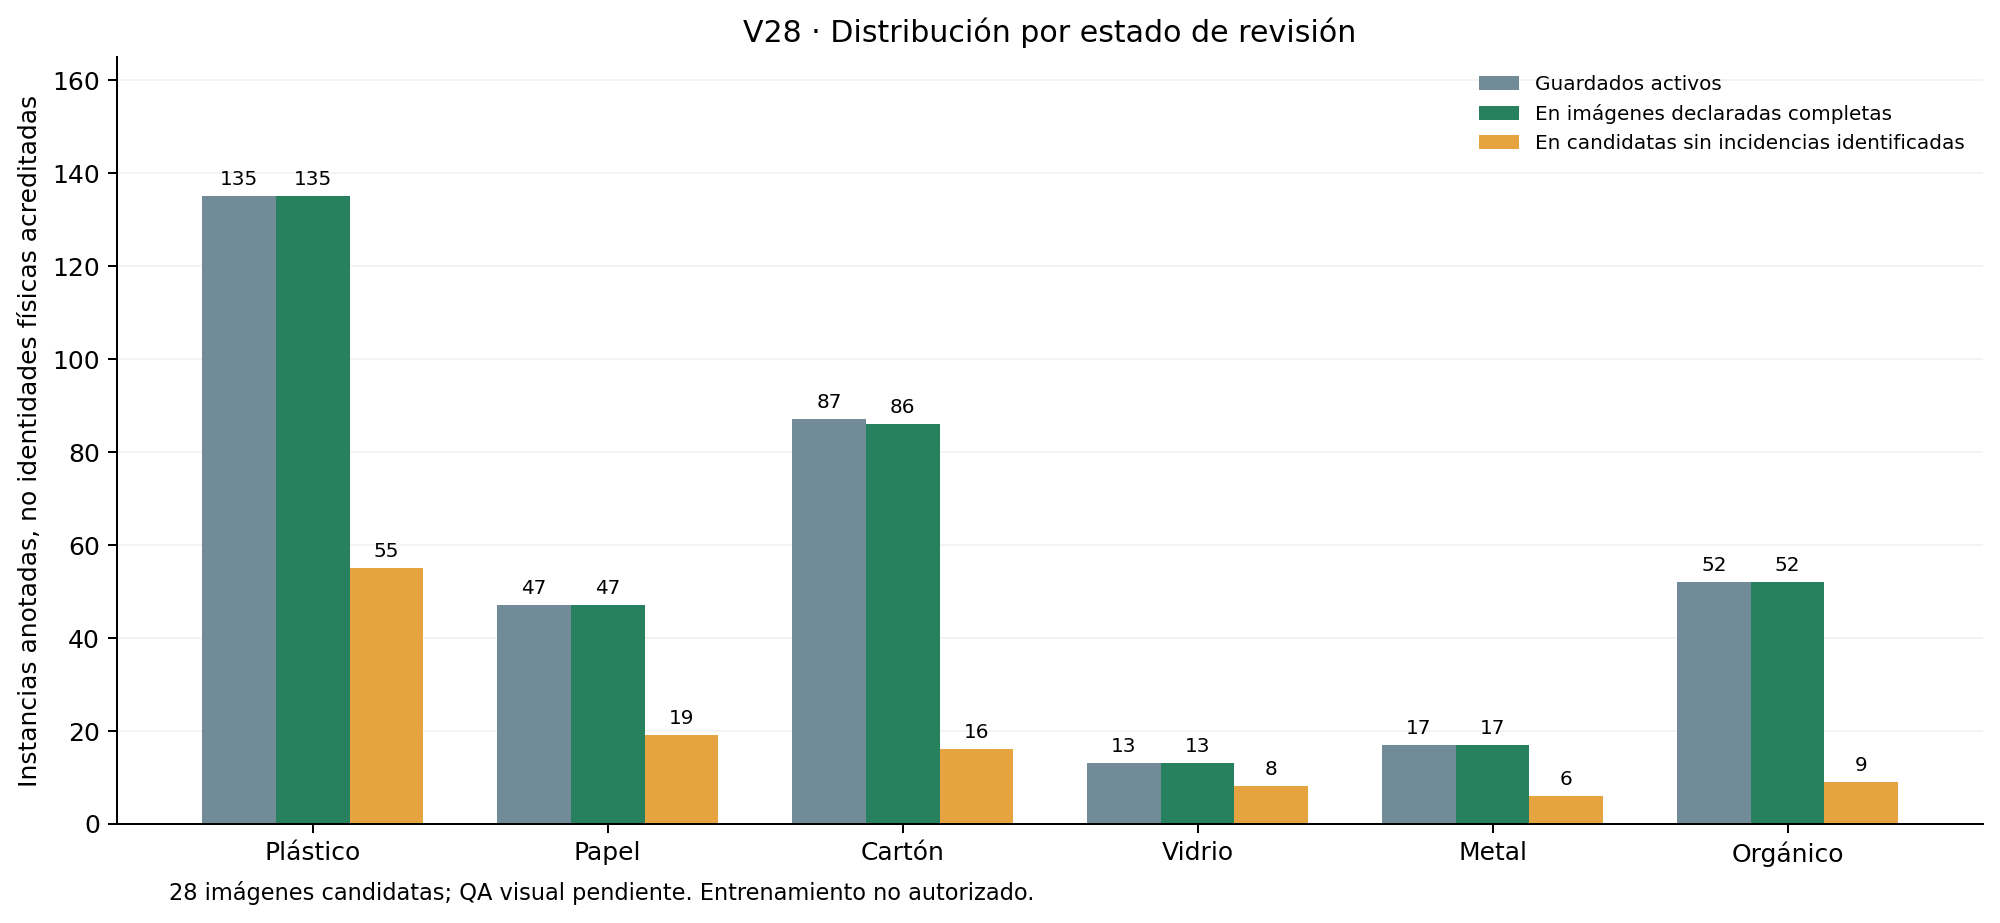 V28 · Distribución por estado de revisión
Guardados activos
En imágenes declaradas completas
En candidatas sin incidencias identificadas
Instancias anotadas, no identidades físicas acreditadas
160
140
120
100
80
60
40
20
0
135 135 55
47 47 19
87 86 16
13 13 8
17 17 6
52 52 9
Plástico Papel Cartón Vidrio Metal Orgánico
28 imágenes candidatas; QA visual pendiente. Entrenamiento no autorizado.